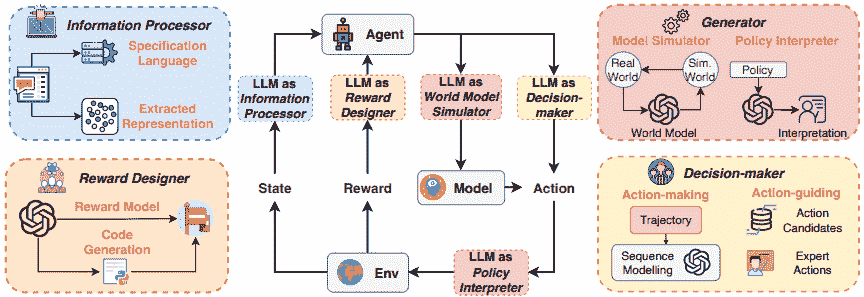 Information Processor
Specification
Language
Extracted
Representation
Reward Designer
Reward Model
Code
Generation
Agent
LLM as
Information
Processor
LLM as
Reward
Designer
LLM as
World Model
Simulator
LLM as
Decision-
maker
State
Reward
Model
Action
Env
LLM as
Policy
Interpreter
Generator
Model Simulator
Policy Interpreter
Real
World
Sim.
World
World Model
Policy
Interpretation
Decision-maker
Action-making
Action-guiding
Trajectory
Sequence
Modelling
Action
Candidates
Expert
Actions